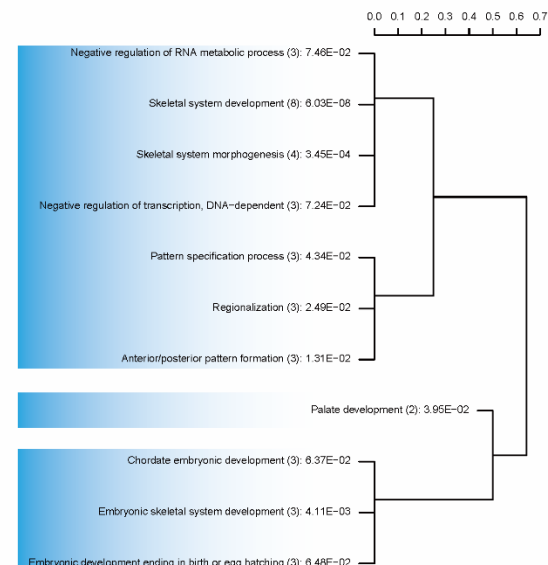 0.0 0.1 0.2 0.3 0.4 0.5 0.6 0.7
Negative regulation of RNA metabolic process (3): 7.46E−02
Skeletal system development (8): 6.03E−08
Skeletal system morphogenesis (4): 3.45E−04
Negative regulation of transcription, DNA−dependent (3): 7.24E−02
Pattern specification process (3): 4.34E−02
Regionalization (3): 2.49E−02
Anterior/posterior pattern formation (3): 1.31E−02
Palate development (2): 3.95E−02
Chordate embryonic development (3): 6.37E−02
Embryonic skeletal system development (3): 4.11E−03
Embryonic development ending in birth or egg hatching (3): 6.48E−02